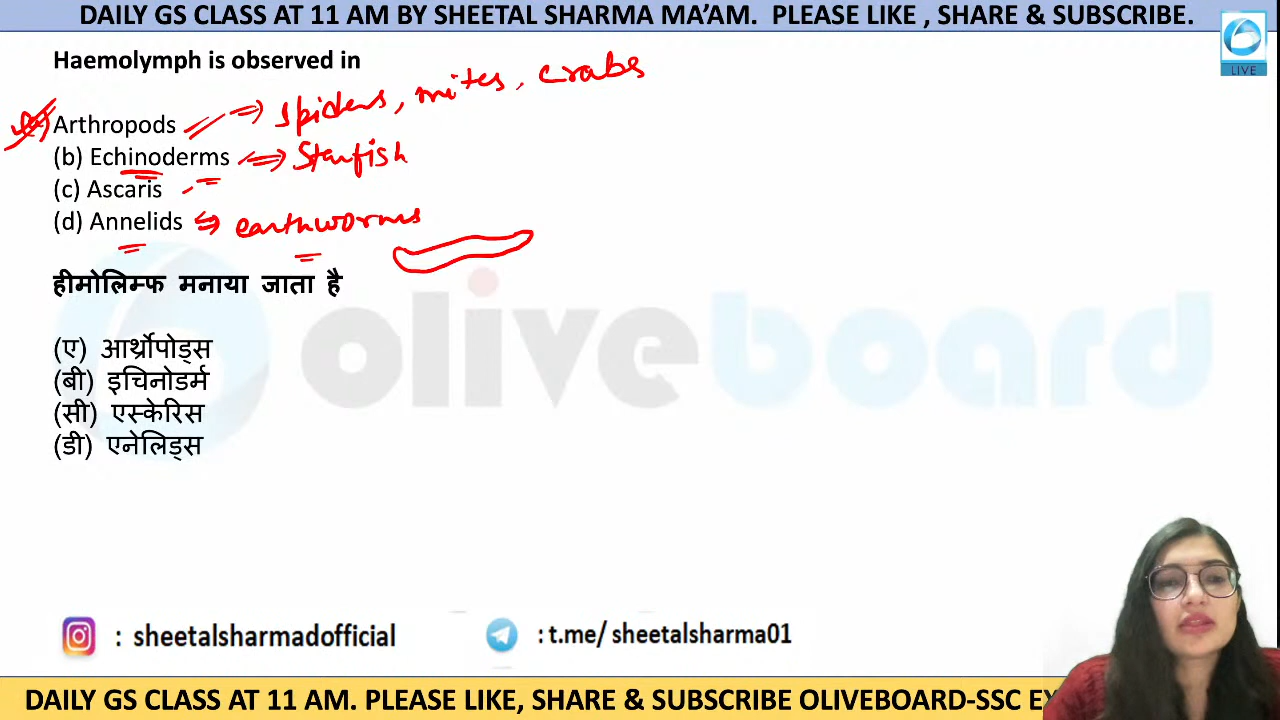 DAILY GS CLASS AT 11 AM BY SHEETAL SHARMA MA’AM. PLEASE LIKE , SHARE & SUBSCRIBE.
LIVE
Haemolymph is observed in
Arthropods => spiders, mites, crabs
(b) Echinoderms => Starfish
(c) Ascaris
(d) Annelids => earthworms
हीमोलिम्फ मनाया जाता है
oliveboard
(ए) आर्थ्रोपोड्स
(बी) इचिनोडर्म
(सी) एस्केरिस
(डी) एनेलिड्स
: sheetalsharmadofficial
: t.me/ sheetalsharma01
DAILY GS CLASS AT 11 AM. PLEASE LIKE, SHARE & SUBSCRIBE OLIVEBOARD-SSC EX